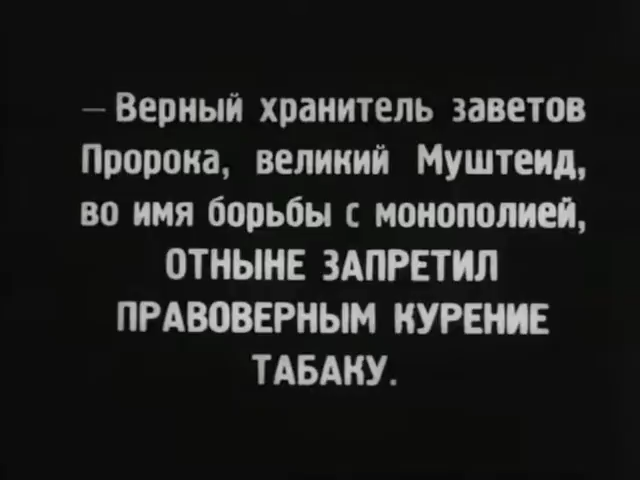 — Верный хранитель заветов
Пророка, великий Муштеид,
во имя борьбы с монополией,
ОТНЫНЕ ЗАПРЕТИЛ
ПРАВОВЕРНЫМ КУРЕНИЕ
ТАБАКУ.